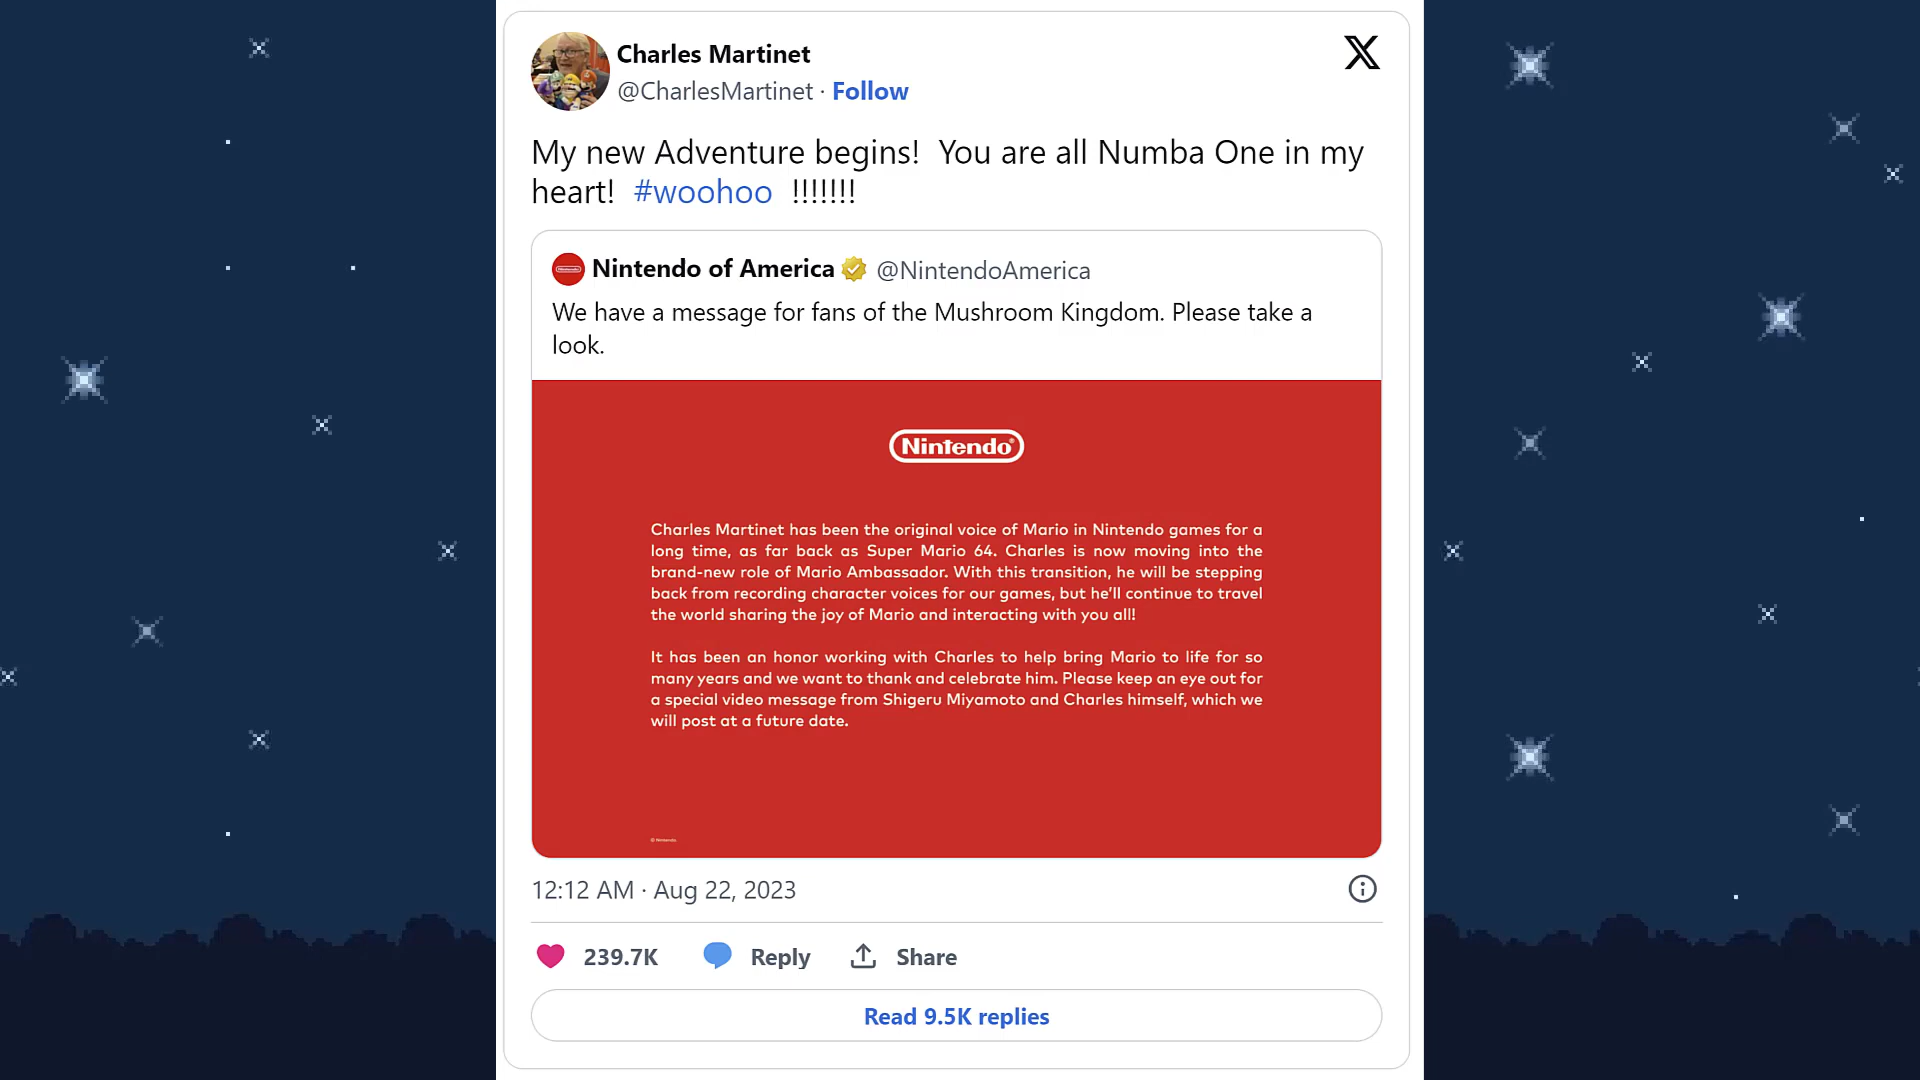 Charles Martinet
@CharlesMartinet · Follow
My new Adventure begins!  You are all Numba One in my
heart!  #woohoo  !!!!!!!
Nintendo of America @NintendoAmerica
We have a message for fans of the Mushroom Kingdom. Please take a
look.
Nintendo®
Charles Martinet has been the original voice of Mario in Nintendo games for a
long time, as far back as Super Mario 64. Charles is now moving into the
brand-new role of Mario Ambassador. With this transition, he will be stepping
back from recording character voices for our games, but he'll continue to travel
the world sharing the joy of Mario and interacting with you all!
It has been an honor working with Charles to help bring Mario to life for so
many years and we want to thank and celebrate him. Please keep an eye out for
a special video message from Shigeru Miyamoto and Charles himself, which we
will post at a future date.
© Nintendo
12:12 AM · Aug 22, 2023
239.7K Reply Share
Read 9.5K replies